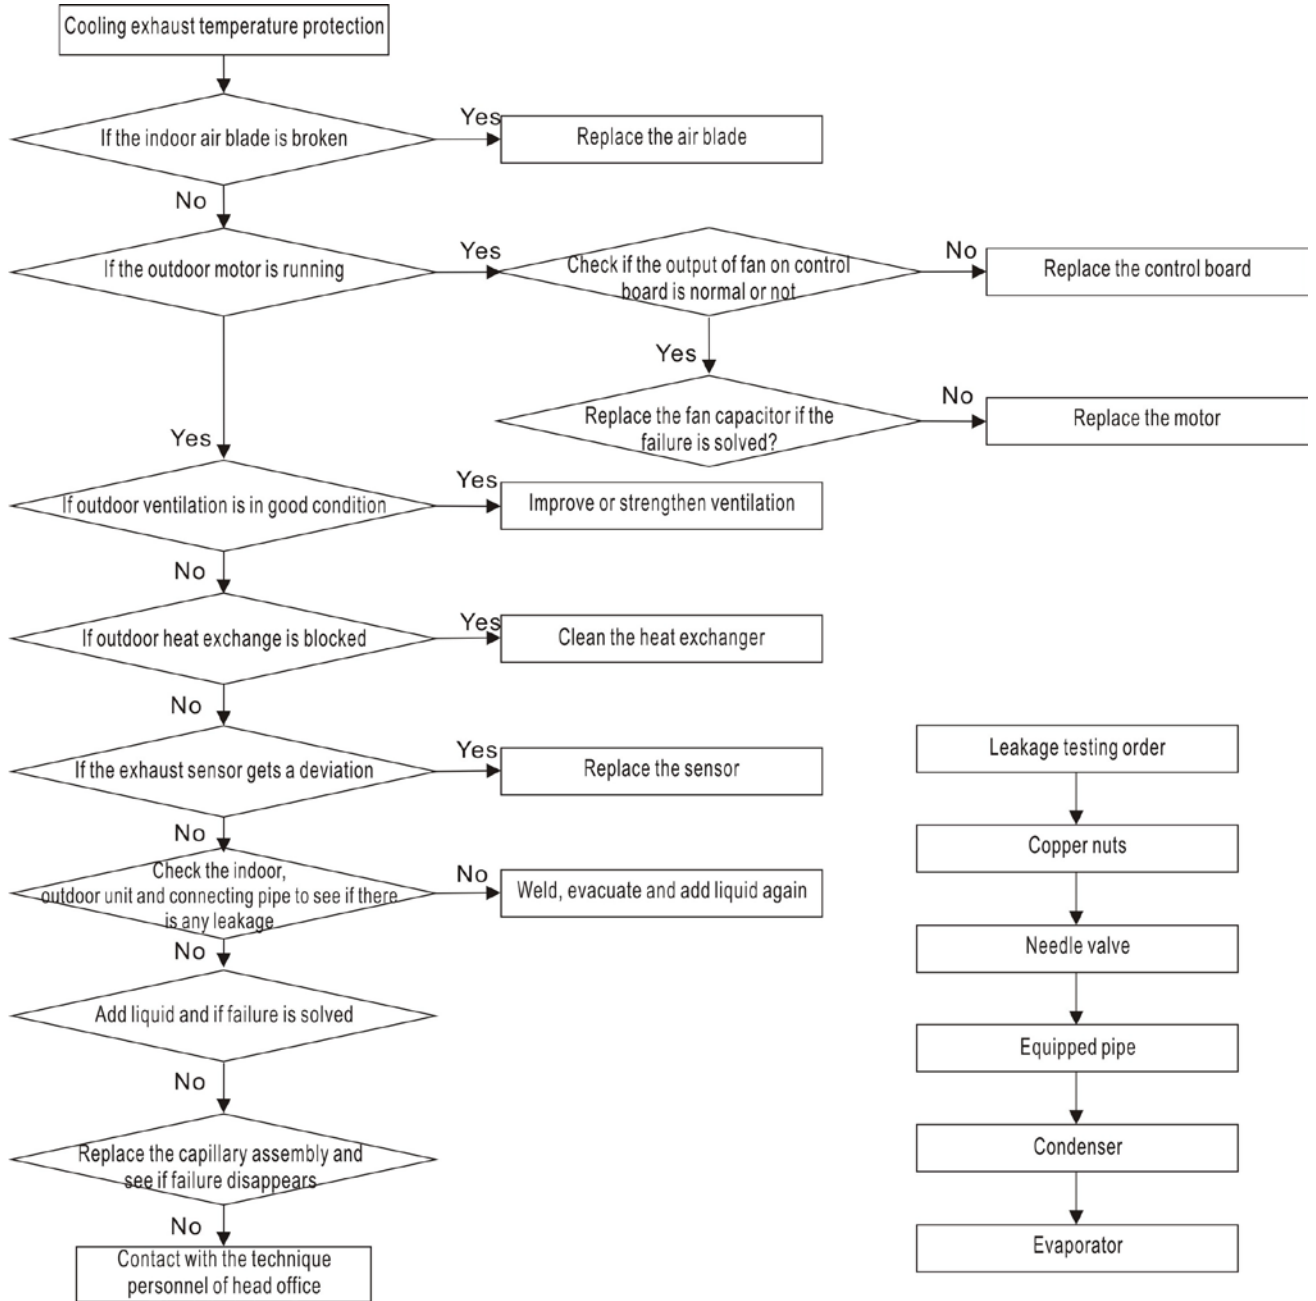 Cooling exhaust temperature protection
If the indoor air blade is broken
Yes
Replace the air blade
No
If the outdoor motor is running
Yes
Check if the output of fan on control
board is normal or not
No
Replace the control board
Yes
Replace the fan capacitor if the
failure is solved?
No
Replace the motor
Yes
If outdoor ventilation is in good condition
Yes
Improve or strengthen ventilation
No
If outdoor heat exchange is blocked
Yes
Clean the heat exchanger
No
If the exhaust sensor gets a deviation
Yes
Replace the sensor
No
Check the indoor,
outdoor unit and connecting pipe to see if there
is any leakage
No
Weld, evacuate and add liquid again
No
Add liquid and if failure is solved
No
Replace the capillary assembly and
see if failure disappears
No
Contact with the technique
personnel of head office
Leakage testing order
Copper nuts
Needle valve
Equipped pipe
Condenser
Evaporator